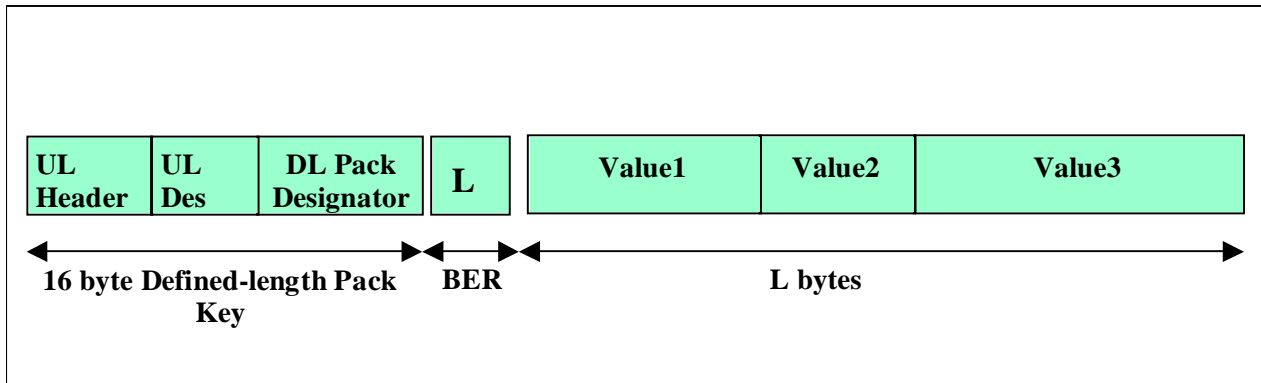 UL Header
UL Des
DL Pack Designator
L
Value1
Value2
Value3
16 byte Defined-length Pack Key
BER
L bytes